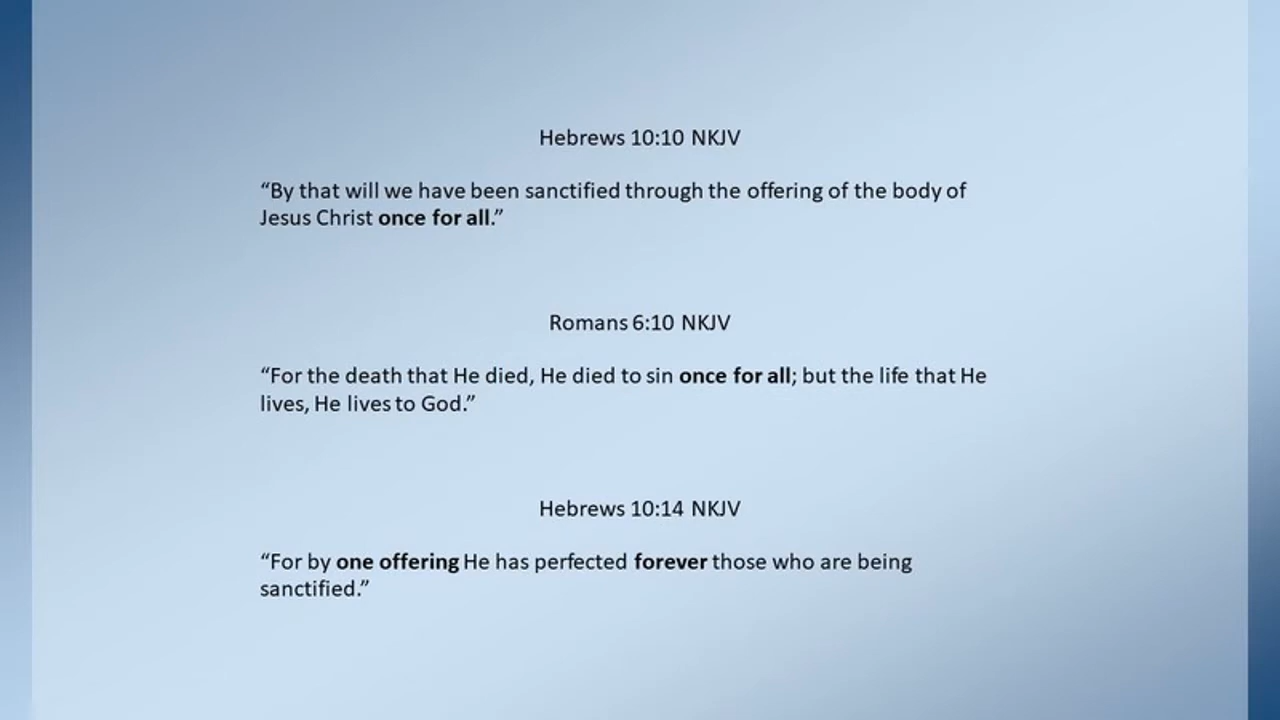 Hebrews 10:10 NKJV
“By that will we have been sanctified through the offering of the body of
Jesus Christ once for all.”
Romans 6:10 NKJV
“For the death that He died, He died to sin once for all; but the life that He
lives, He lives to God.”
Hebrews 10:14 NKJV
“For by one offering He has perfected forever those who are being
sanctified.”